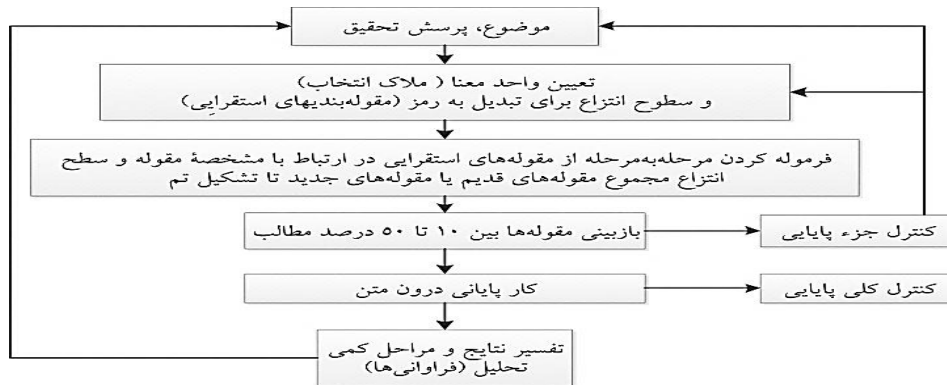 موضوع، پرسش تحقیق
تعیین واحد معنا ( ملاک انتخاب)
و سطوح انتزاع برای تبدیل به رمز (مقوله‌بندیهای استقرایِی)
فرموله کردن مرحله‌به‌مرحله از مقوله‌های استقرایی در ارتباط با مشخصهٔ مقوله و سطح
انتزاع مجموع مقوله‌های قدیم یا مقوله‌های جدید تا تشکیل تم
بازبینی مقوله‌ها بین ۱۰ تا ۵۰ درصد مطالب
کنترل جزء پایایی
کار پایانی درون متن
کنترل کلی پایایی
تفسیر نتایج و مراحل کمی
تحلیل (فراوانی‌ها)